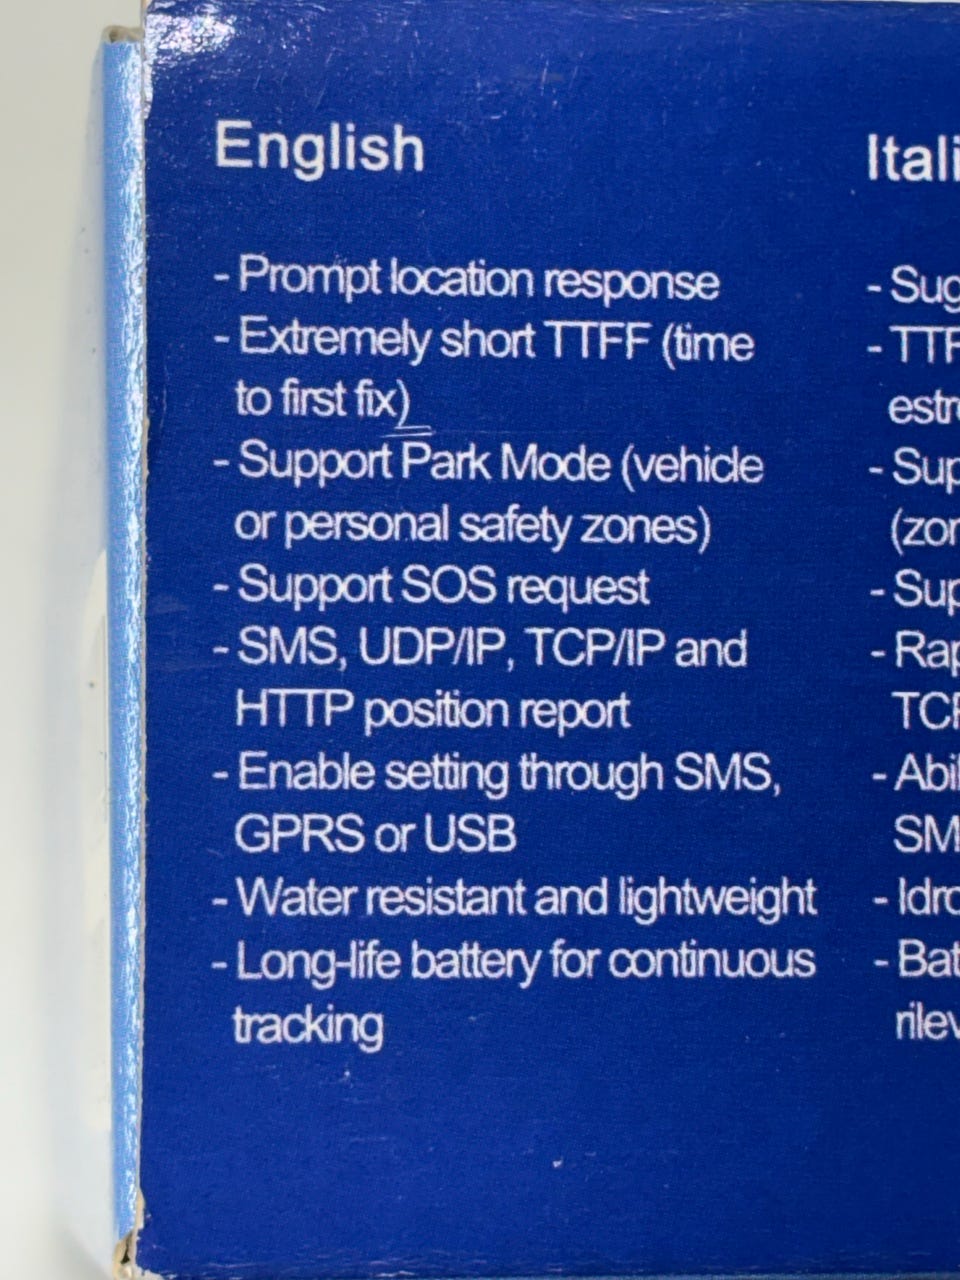 English
- Prompt location response
- Extremely short TTFF (time
to first fix)
- Support Park Mode (vehicle
or personal safety zones)
- Support SOS request
- SMS, UDP/IP, TCP/IP and
HTTP position report
- Enable setting through SMS,
GPRS or USB
- Water resistant and lightweight
- Long-life battery for continuous
tracking